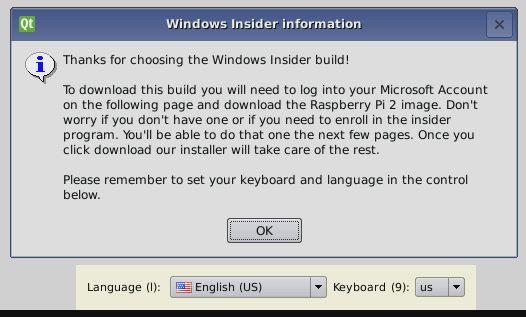 Qt
Windows Insider information
Thanks for choosing the Windows Insider build!
To download this build you will need to log into your Microsoft Account
on the following page and download the Raspberry Pi 2 image. Don't
worry if you don't have one or if you need to enroll in the insider
program. You'll be able to do that one the next few pages. Once you
click download our installer will take care of the rest.
Please remember to set your keyboard and language in the control
below.
OK
Language (l): English (US) Keyboard (9): us